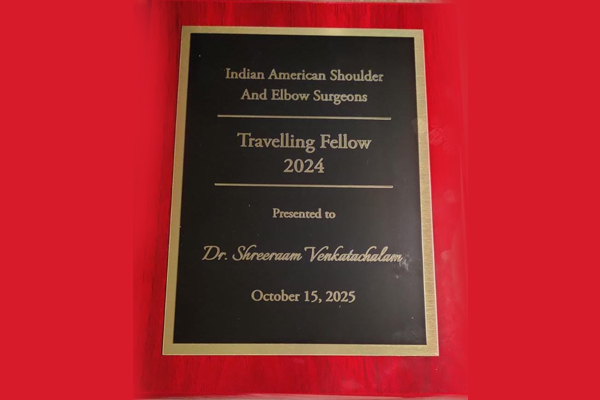 Indian American Shoulder
And Elbow Surgeons
Travelling Fellow
2024
Presented to
Dr. Shreeraam Venkatachalam
October 15, 2025